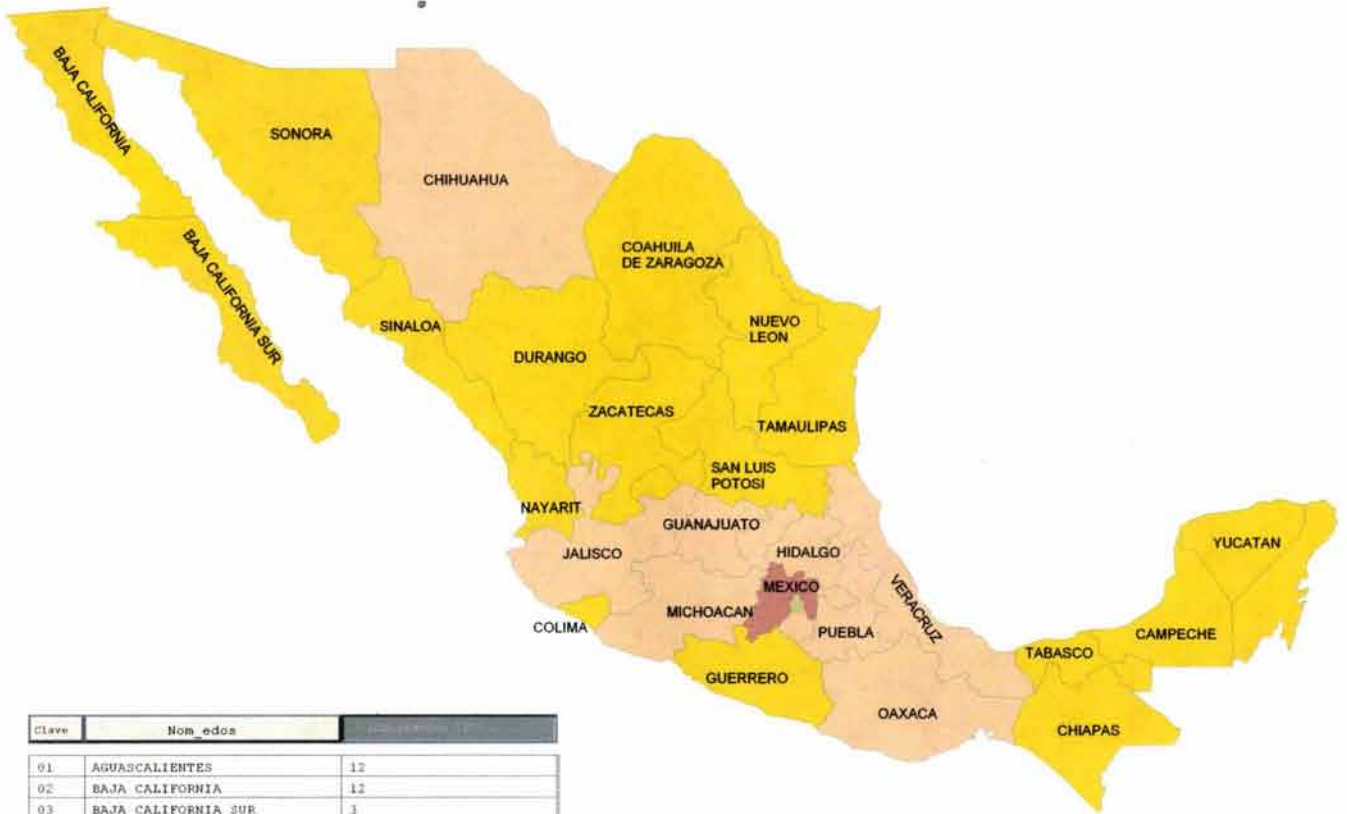 BAJA CALIFORNIA
SONORA
CHIHUAHUA
BAJA CALIFORNIA SUR
COAHUILA
DE ZARAGOZA
SINALOA
NUEVO
LEON
DURANGO
ZACATECAS
TAMAULIPAS
SAN LUIS
POTOSI
NAYARIT
GUANAJUATO
JALISCO
HIDALGO
YUCATAN
MEXICO
VERACRUZ
MICHOACAN
COLIMA
PUEBLA
CAMPECHE
TABASCO
GUERRERO
OAXACA
CHIAPAS
Clave Nom_edos
01 AGUASCALIENTES 12
02 BAJA CALIFORNIA 12
03 BAJA CALIFORNIA SUR 3